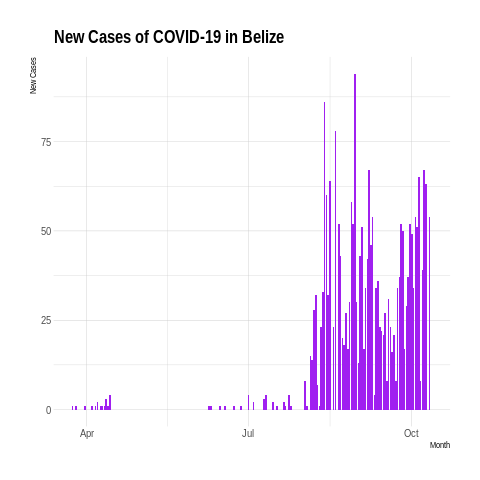 New Cases of COVID-19 in Belize
New Cases
75
50
25
0
Apr
Jul
Oct
Month